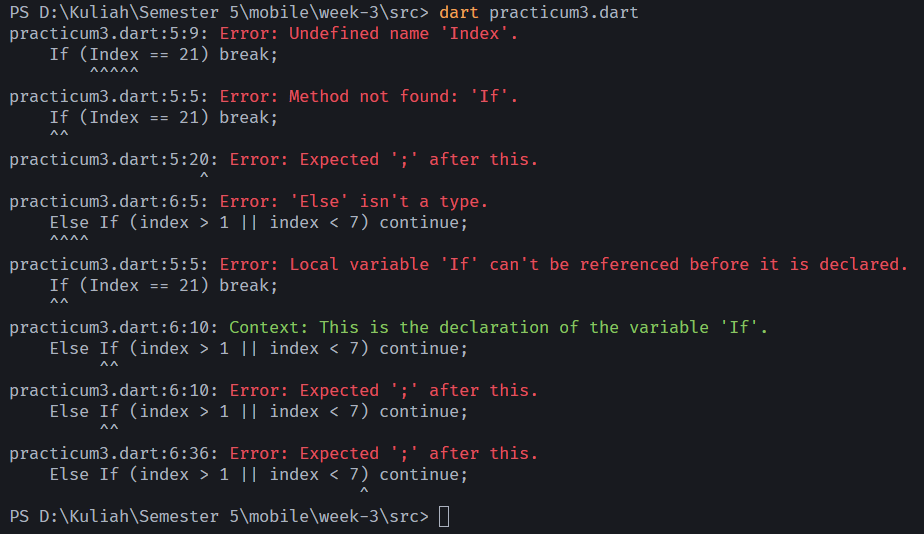 PS D:\Kuliah\Semester 5\mobile\week-3\src> dart practicum3.dart
practicum3.dart:5:9: Error: Undefined name 'Index'.
    If (Index == 21) break;
        ^^^^^
practicum3.dart:5:5: Error: Method not found: 'If'.
    If (Index == 21) break;
    ^^
practicum3.dart:5:20: Error: Expected ';' after this.
                   ^
practicum3.dart:6:5: Error: 'Else' isn't a type.
    Else If (index > 1 || index < 7) continue;
    ^^^^
practicum3.dart:5:5: Error: Local variable 'If' can't be referenced before it is declared.
    If (Index == 21) break;
    ^^
practicum3.dart:6:10: Context: This is the declaration of the variable 'If'.
    Else If (index > 1 || index < 7) continue;
         ^^
practicum3.dart:6:10: Error: Expected ';' after this.
    Else If (index > 1 || index < 7) continue;
         ^^
practicum3.dart:6:36: Error: Expected ';' after this.
    Else If (index > 1 || index < 7) continue;
                                   ^
PS D:\Kuliah\Semester 5\mobile\week-3\src>